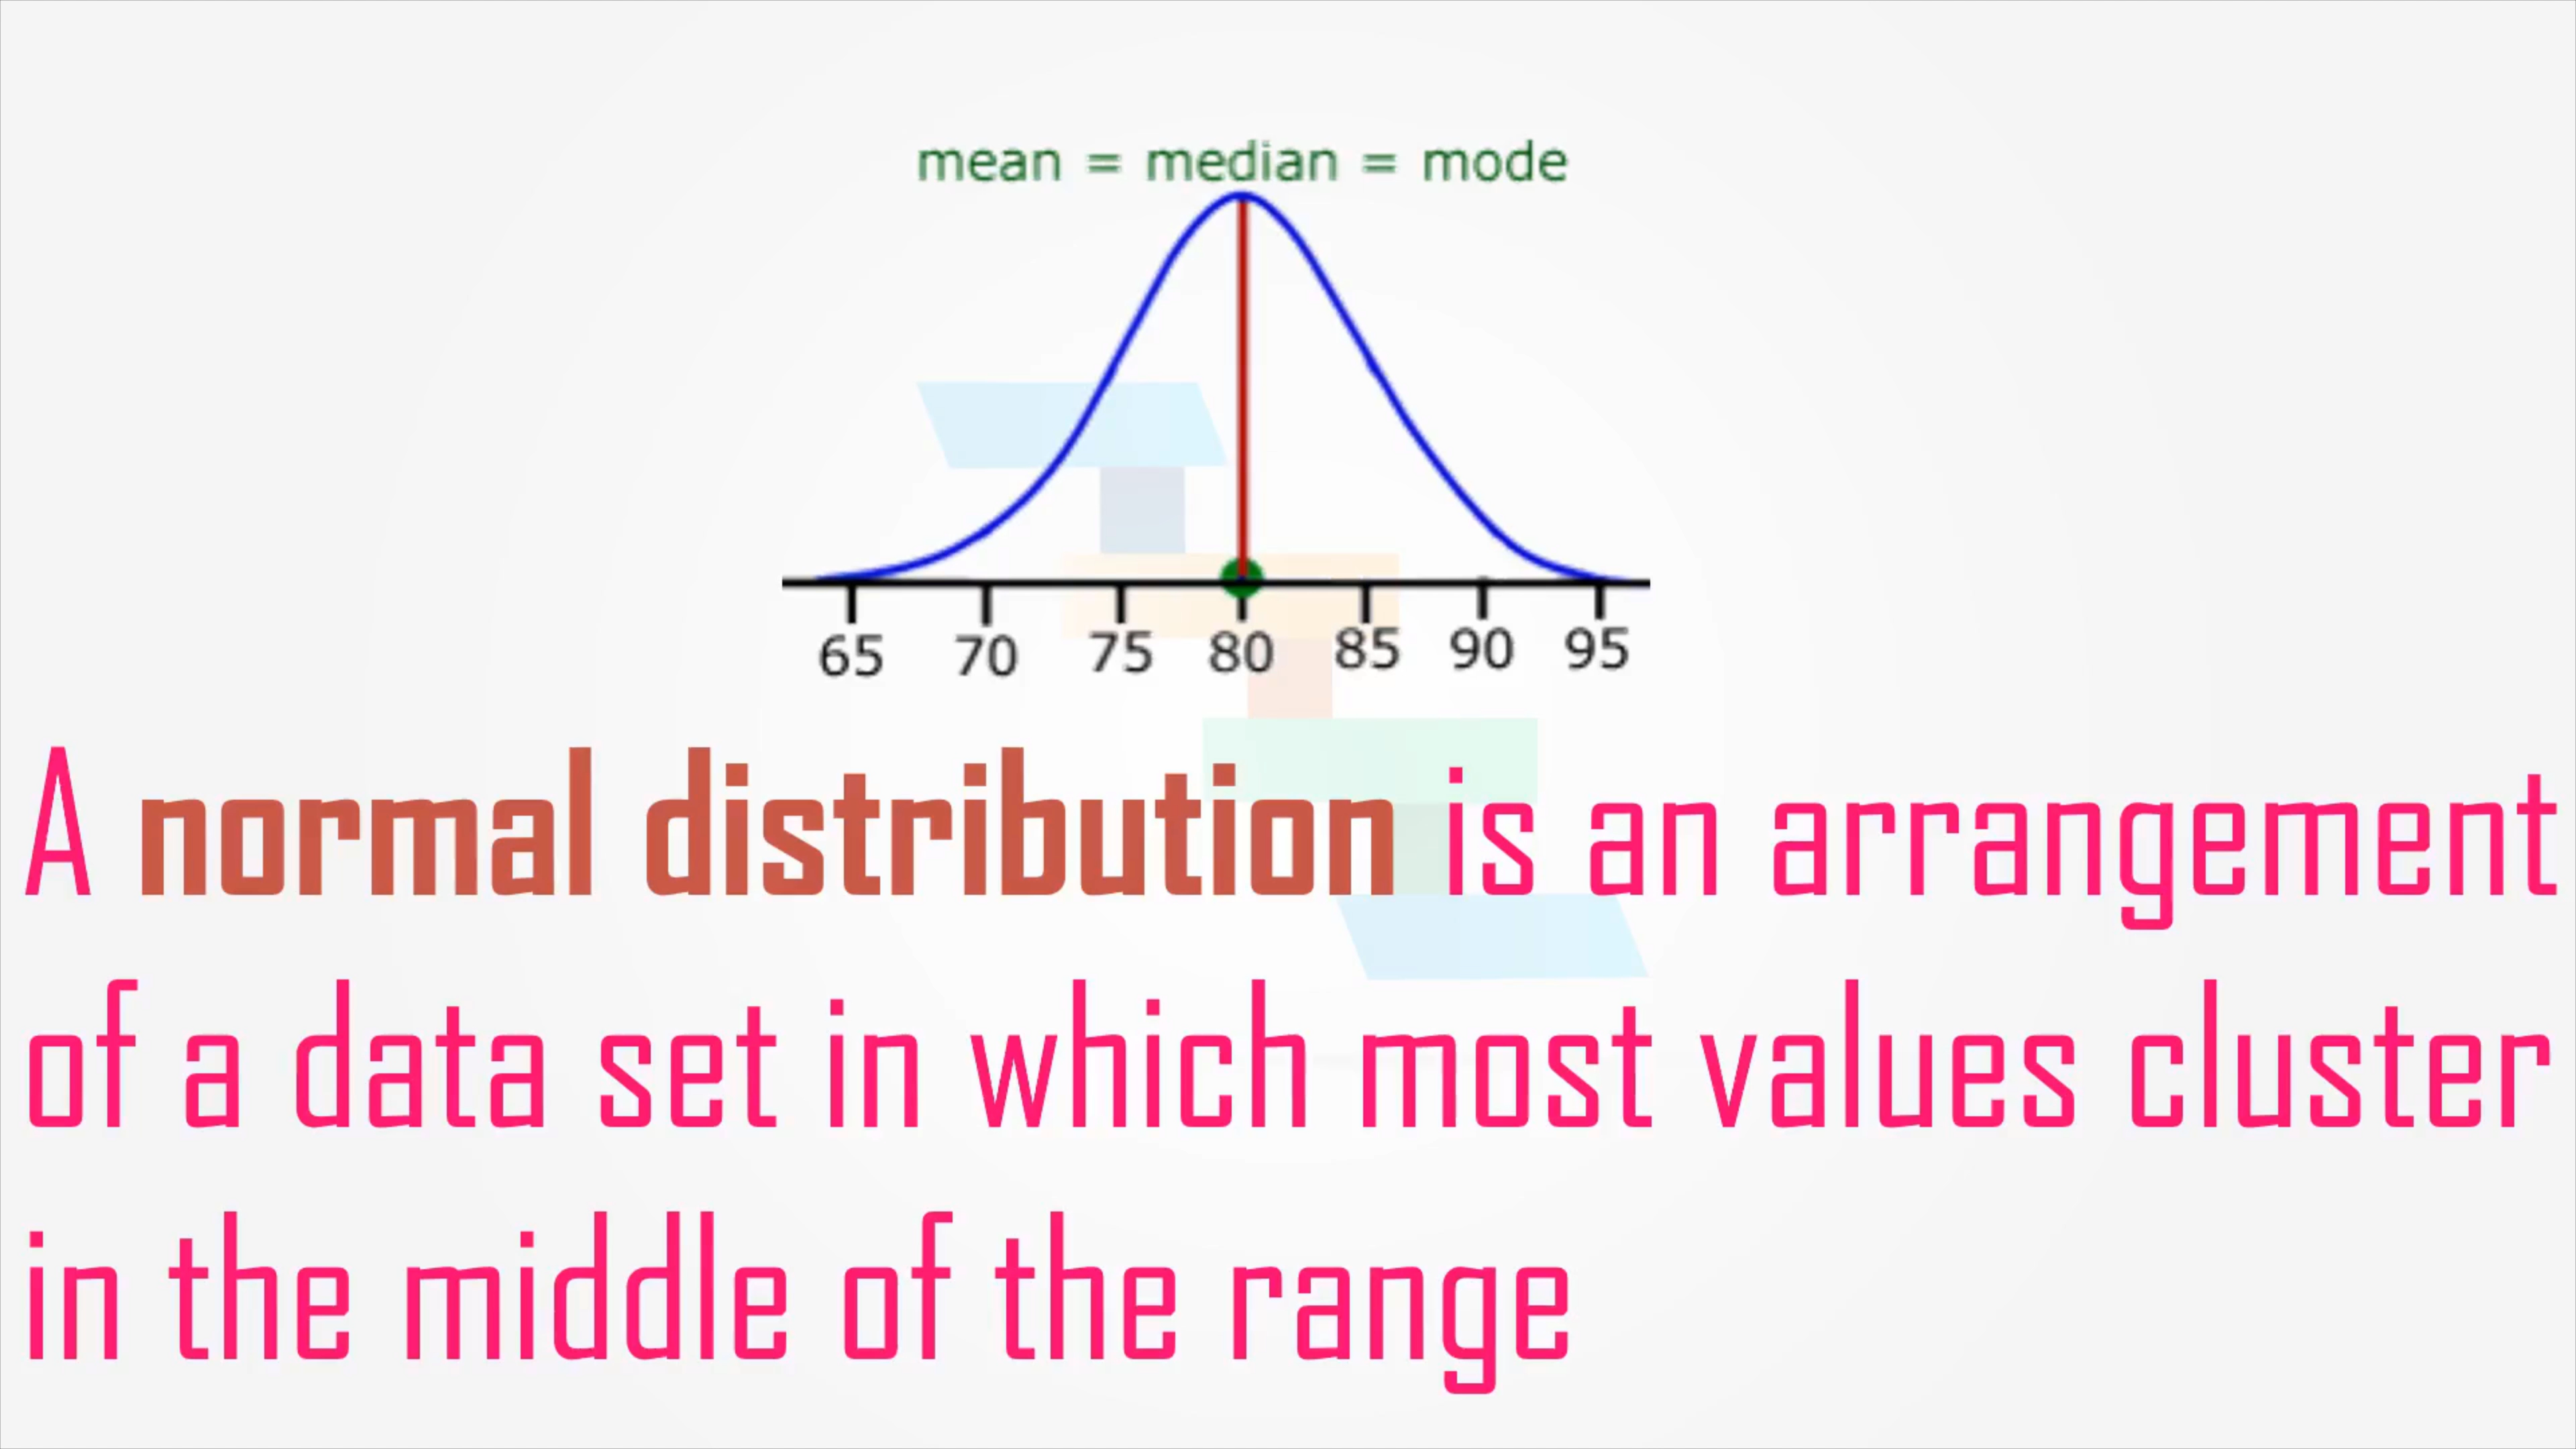 mean = median = mode
65 70 75 80 85 90 95
A normal distribution is an arrangement
of a data set in which most values cluster
in the middle of the range